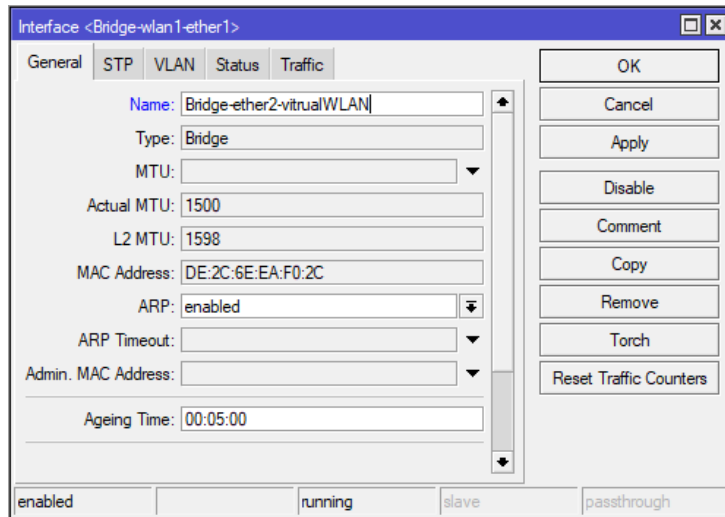 Interface <Bridge-wlan1-ether1>
General STP VLAN Status Traffic
Name: Bridge-ether2-vitrualWLAN
Type: Bridge
MTU:
Actual MTU: 1500
L2 MTU: 1598
MAC Address: DE:2C:6E:EA:F0:2C
ARP: enabled
ARP Timeout:
Admin. MAC Address:
Ageing Time: 00:05:00
OK
Cancel
Apply
Disable
Comment
Copy
Remove
Torch
Reset Traffic Counters
enabled running slave passthrough